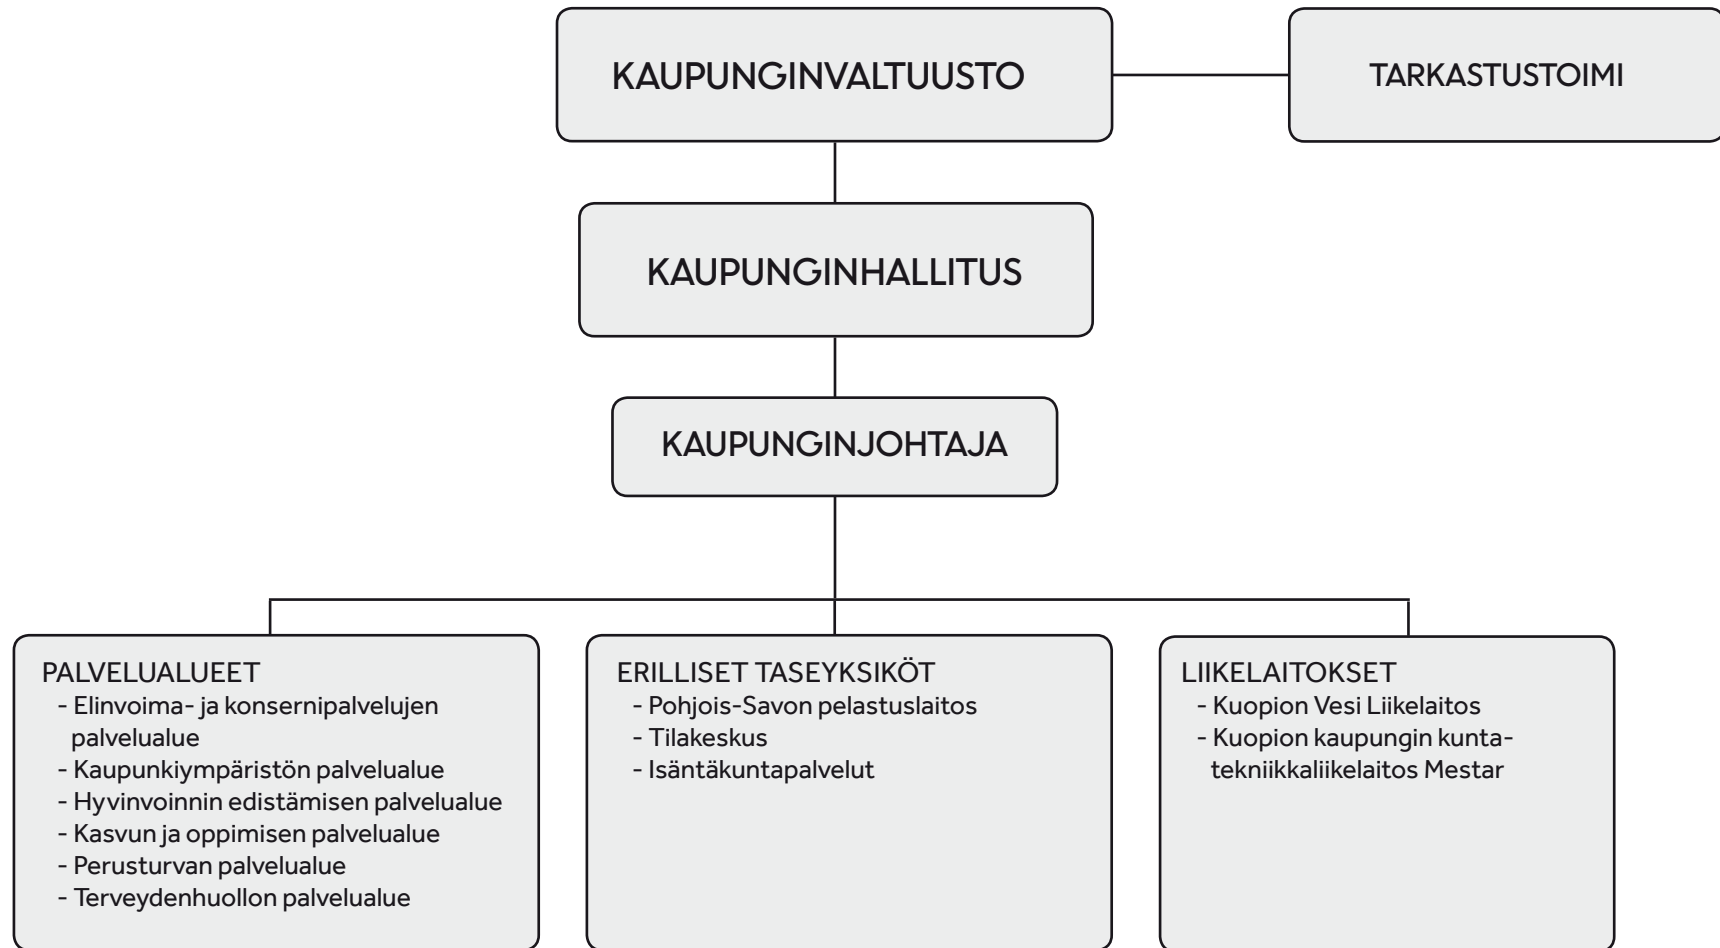 KAUPUNGINVALTUUSTO
TARKASTUSTOIMI
KAUPUNGINHALLITUS
KAUPUNGINJOHTAJA
PALVELUALUEET
- Elinvoima- ja konsernipalvelujen
palvelualue
- Kaupunkiympäristön palvelualue
- Hyvinvoinnin edistämisen palvelualue
- Kasvun ja oppimisen palvelualue
- Perusturvan palvelualue
- Terveydenhuollon palvelualue
ERILLISET TASEYKSIKÖT
- Pohjois-Savon pelastuslaitos
- Tilakeskus
- Isäntäkuntapalvelut
LIIKELAITOKSET
- Kuopion Vesi Liikelaitos
- Kuopion kaupungin kunta-
tekniikkaliikelaitos Mestar